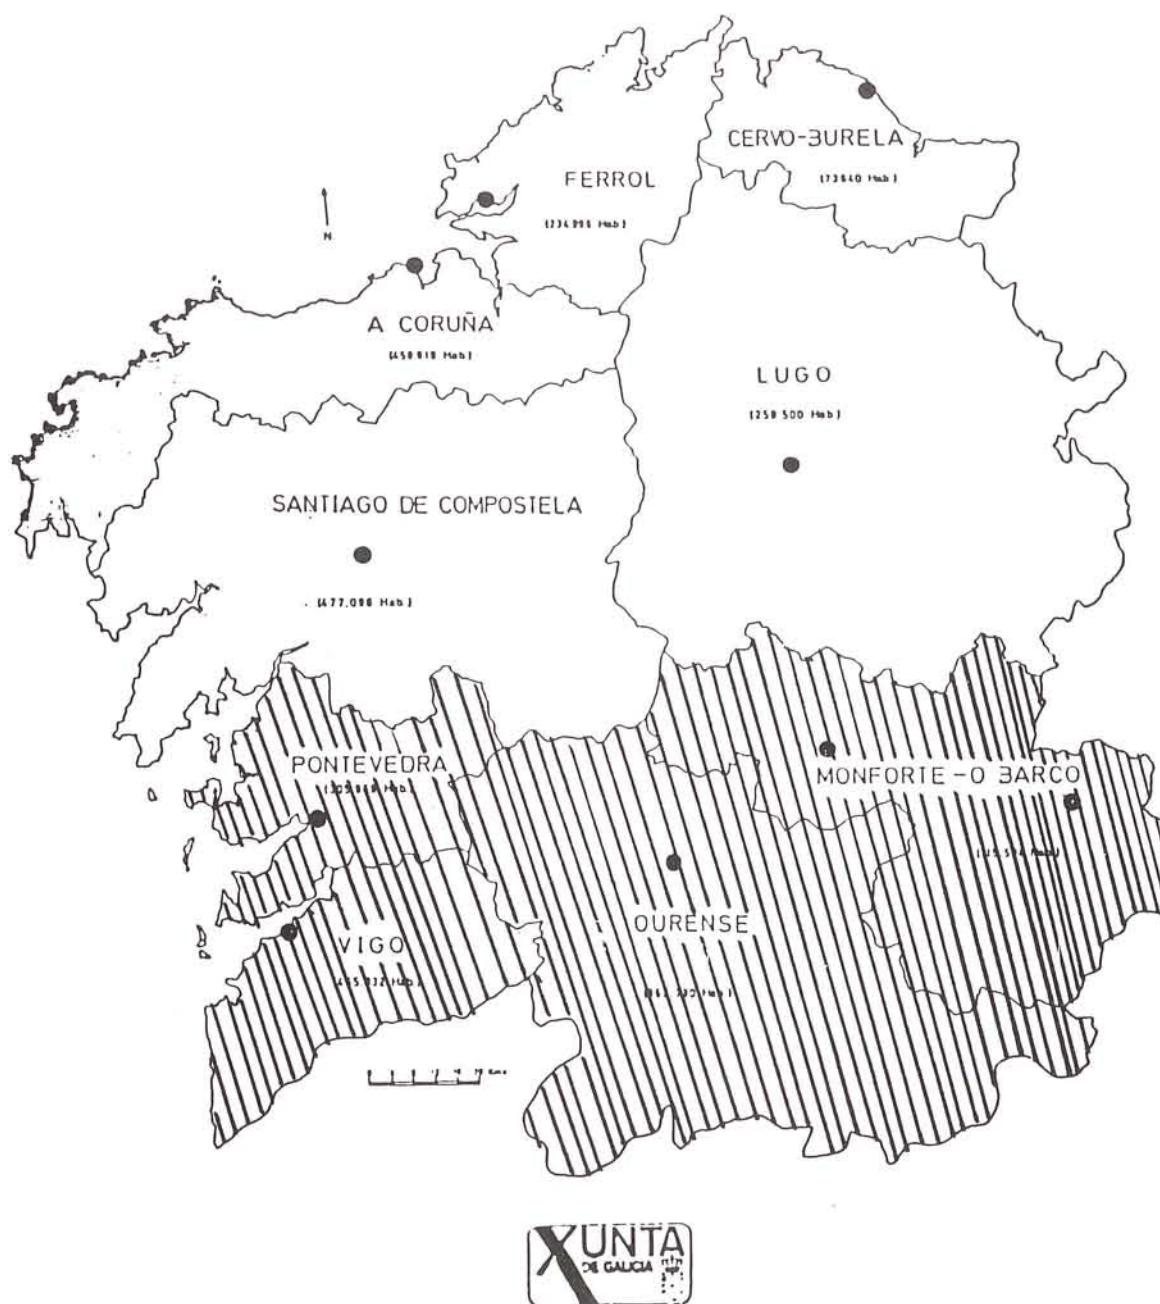 CERVO-BURELA
(73640 Hab)
FERROL
N
A CORUÑA
LUGO
(258 500 Hab)
SANTIAGO DE COMPOSTELA
(477.096 Hab.)
PONTEVEDRA
MONFORTE-O BARCO
OURENSE
VIGO
XUNTA
DE GALICIA